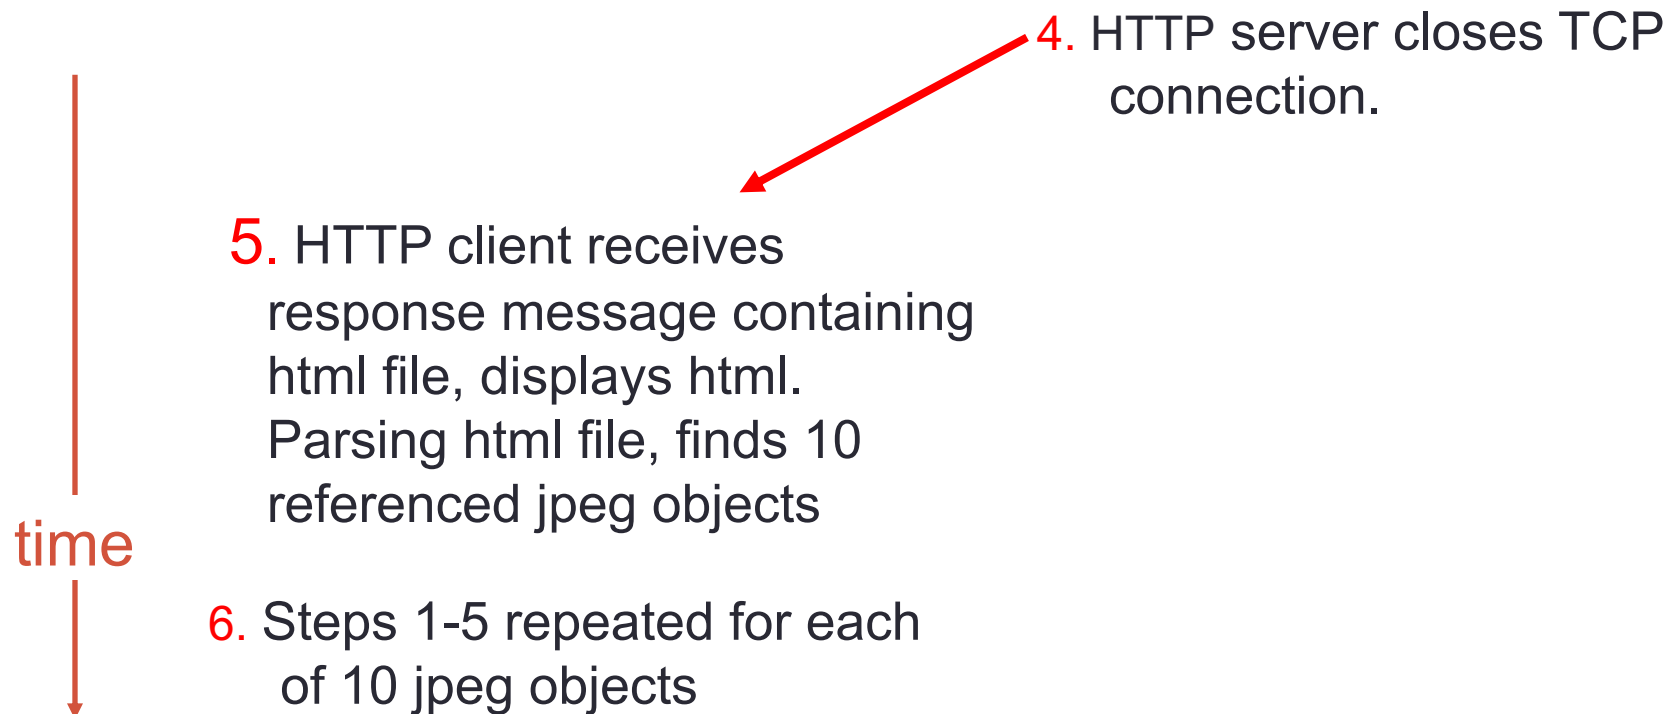 4. HTTP server closes TCP
connection.
5. HTTP client receives
response message containing
html file, displays html.
Parsing html file, finds 10
referenced jpeg objects
time
6. Steps 1-5 repeated for each
of 10 jpeg objects